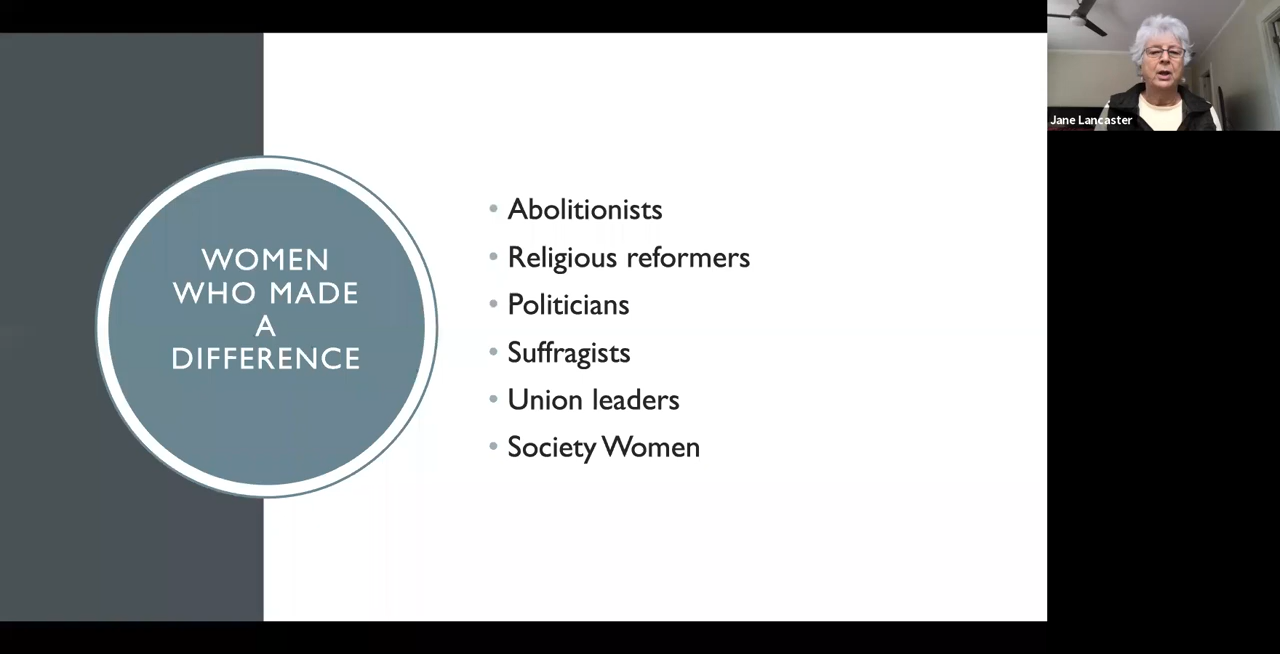 WOMEN
WHO MADE
A
DIFFERENCE
• Abolitionists
• Religious reformers
• Politicians
• Suffragists
• Union leaders
• Society Women
Jane Lancaster